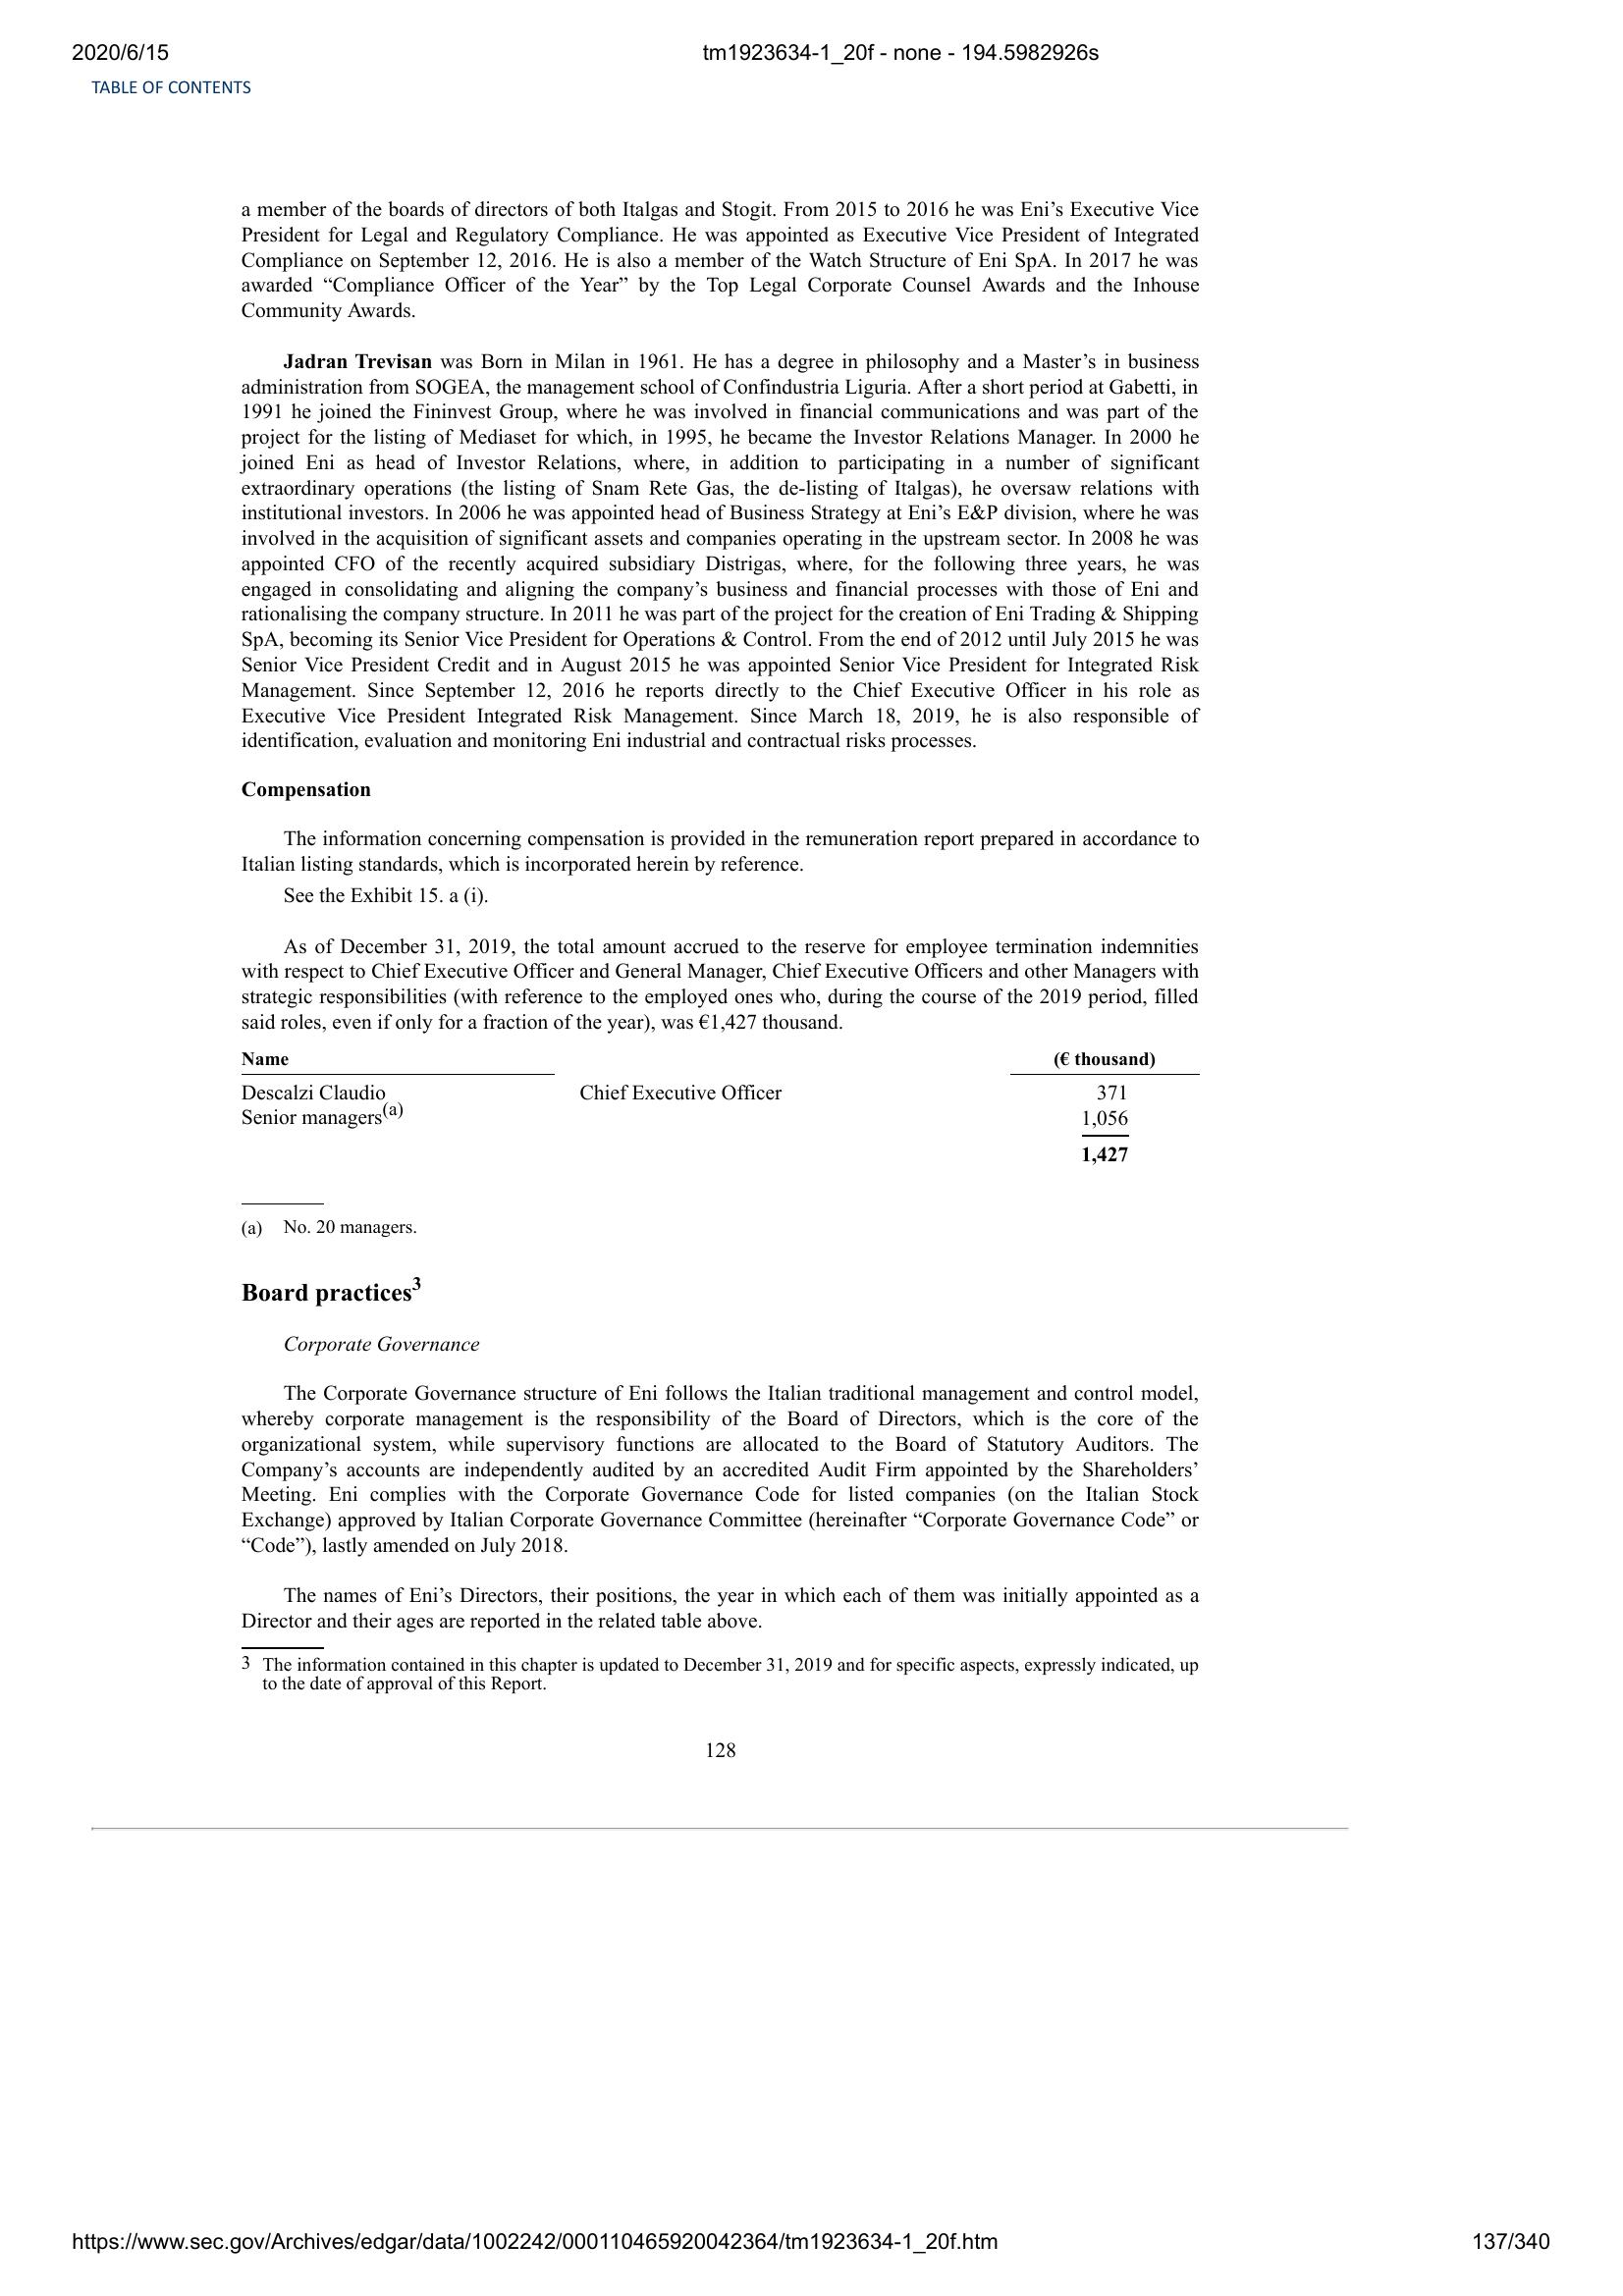 2020/6/15 tm1923634-1_20f - none - 194.5982926s
TABLE OF CONTENTS
a member of the boards of directors of both Italgas and Stogit. From 2015 to 2016 he was Eni’s Executive Vice
President for Legal and Regulatory Compliance. He was appointed as Executive Vice President of Integrated
Compliance on September 12, 2016. He is also a member of the Watch Structure of Eni SpA. In 2017 he was
awarded “Compliance Officer of the Year” by the Top Legal Corporate Counsel Awards and the Inhouse
Community Awards.
Jadran Trevisan was Born in Milan in 1961. He has a degree in philosophy and a Master’s in business
administration from SOGEA, the management school of Confindustria Liguria. After a short period at Gabetti, in
1991 he joined the Fininvest Group, where he was involved in financial communications and was part of the
project for the listing of Mediaset for which, in 1995, he became the Investor Relations Manager. In 2000 he
joined Eni as head of Investor Relations, where, in addition to participating in a number of significant
extraordinary operations (the listing of Snam Rete Gas, the de-listing of Italgas), he oversaw relations with
institutional investors. In 2006 he was appointed head of Business Strategy at Eni’s E&P division, where he was
involved in the acquisition of significant assets and companies operating in the upstream sector. In 2008 he was
appointed CFO of the recently acquired subsidiary Distrigas, where, for the following three years, he was
engaged in consolidating and aligning the company’s business and financial processes with those of Eni and
rationalising the company structure. In 2011 he was part of the project for the creation of Eni Trading & Shipping
SpA, becoming its Senior Vice President for Operations & Control. From the end of 2012 until July 2015 he was
Senior Vice President Credit and in August 2015 he was appointed Senior Vice President for Integrated Risk
Management. Since September 12, 2016 he reports directly to the Chief Executive Officer in his role as
Executive Vice President Integrated Risk Management. Since March 18, 2019, he is also responsible of
identification, evaluation and monitoring Eni industrial and contractual risks processes.
Compensation
The information concerning compensation is provided in the remuneration report prepared in accordance to
Italian listing standards, which is incorporated herein by reference.
See the Exhibit 15. a (i).
As of December 31, 2019, the total amount accrued to the reserve for employee termination indemnities
with respect to Chief Executive Officer and General Manager, Chief Executive Officers and other Managers with
strategic responsibilities (with reference to the employed ones who, during the course of the 2019 period, filled
said roles, even if only for a fraction of the year), was €1,427 thousand.
Name (€ thousand)
Descalzi Claudio Chief Executive Officer 371
Senior managers(a) 1,056
1,427
(a) No. 20 managers.
Board practices3
Corporate Governance
The Corporate Governance structure of Eni follows the Italian traditional management and control model,
whereby corporate management is the responsibility of the Board of Directors, which is the core of the
organizational system, while supervisory functions are allocated to the Board of Statutory Auditors. The
Company’s accounts are independently audited by an accredited Audit Firm appointed by the Shareholders’
Meeting. Eni complies with the Corporate Governance Code for listed companies (on the Italian Stock
Exchange) approved by Italian Corporate Governance Committee (hereinafter “Corporate Governance Code” or
“Code”), lastly amended on July 2018.
The names of Eni’s Directors, their positions, the year in which each of them was initially appointed as a
Director and their ages are reported in the related table above.
3 The information contained in this chapter is updated to December 31, 2019 and for specific aspects, expressly indicated, up
to the date of approval of this Report.
128
https://www.sec.gov/Archives/edgar/data/1002242/000110465920042364/tm1923634-1_20f.htm 137/340